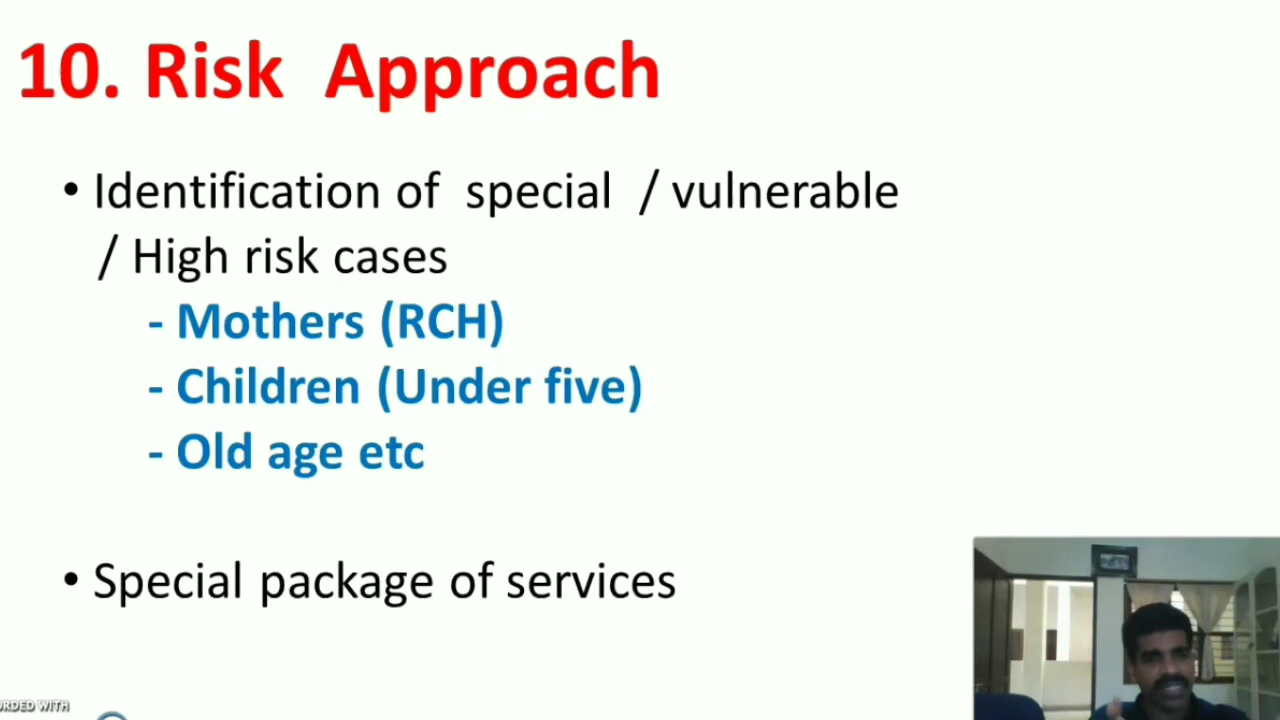 10. Risk Approach
• Identification of special / vulnerable
/ High risk cases
- Mothers (RCH)
- Children (Under five)
- Old age etc
• Special package of services
WITH